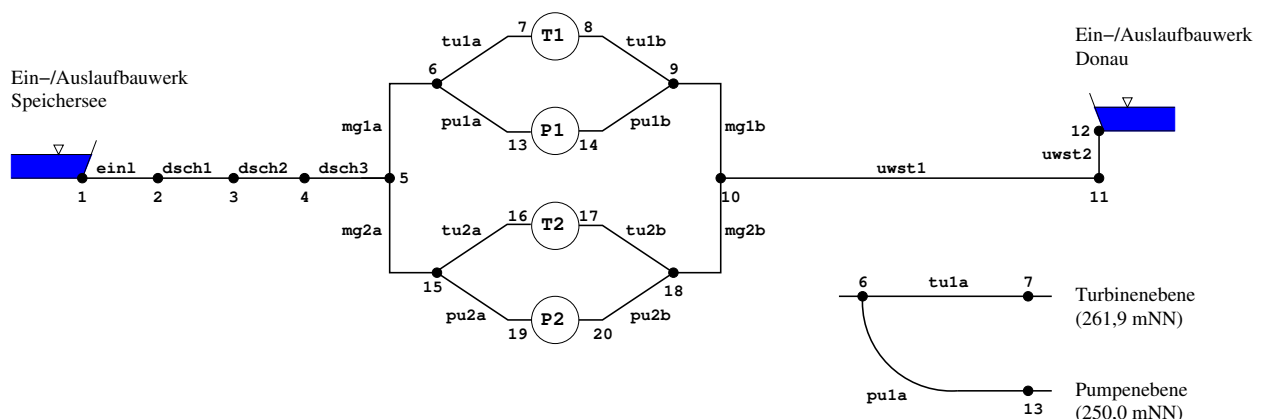 Ein−/Auslaufbauwerk
Speichersee
einl
dsch1
dsch2
dsch3
1
2
3
4
5
mg1a
mg2a
6
tu1a
pu1a
7
T1
8
13
P1
14
tu1b
pu1b
9
mg1b
15
tu2a
pu2a
16
T2
17
19
P2
20
tu2b
pu2b
18
mg2b
10
uwst1
11
uwst2
12
Ein−/Auslaufbauwerk
Donau
6
tu1a
7
Turbinenebene
(261,9 mNN)
pu1a
13
Pumpenebene
(250,0 mNN)